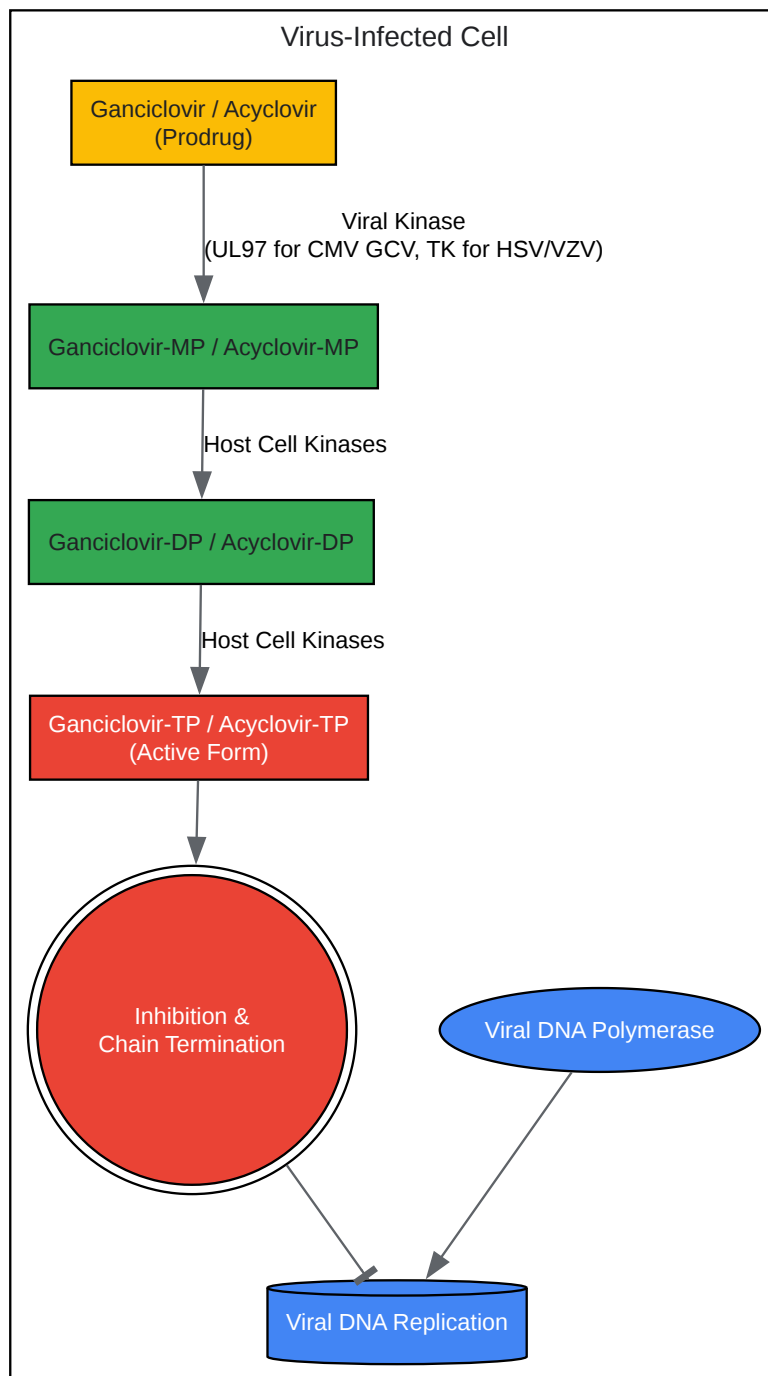 Virus-Infected Cell
Ganciclovir / Acyclovir
(Prodrug)
Viral Kinase
(UL97 for CMV GCV, TK for HSV/VZV)
Ganciclovir-MP / Acyclovir-MP
Host Cell Kinases
Ganciclovir-DP / Acyclovir-DP
Host Cell Kinases
Ganciclovir-TP / Acyclovir-TP
(Active Form)
Inhibition &
Chain Termination
Viral DNA Polymerase
Viral DNA Replication